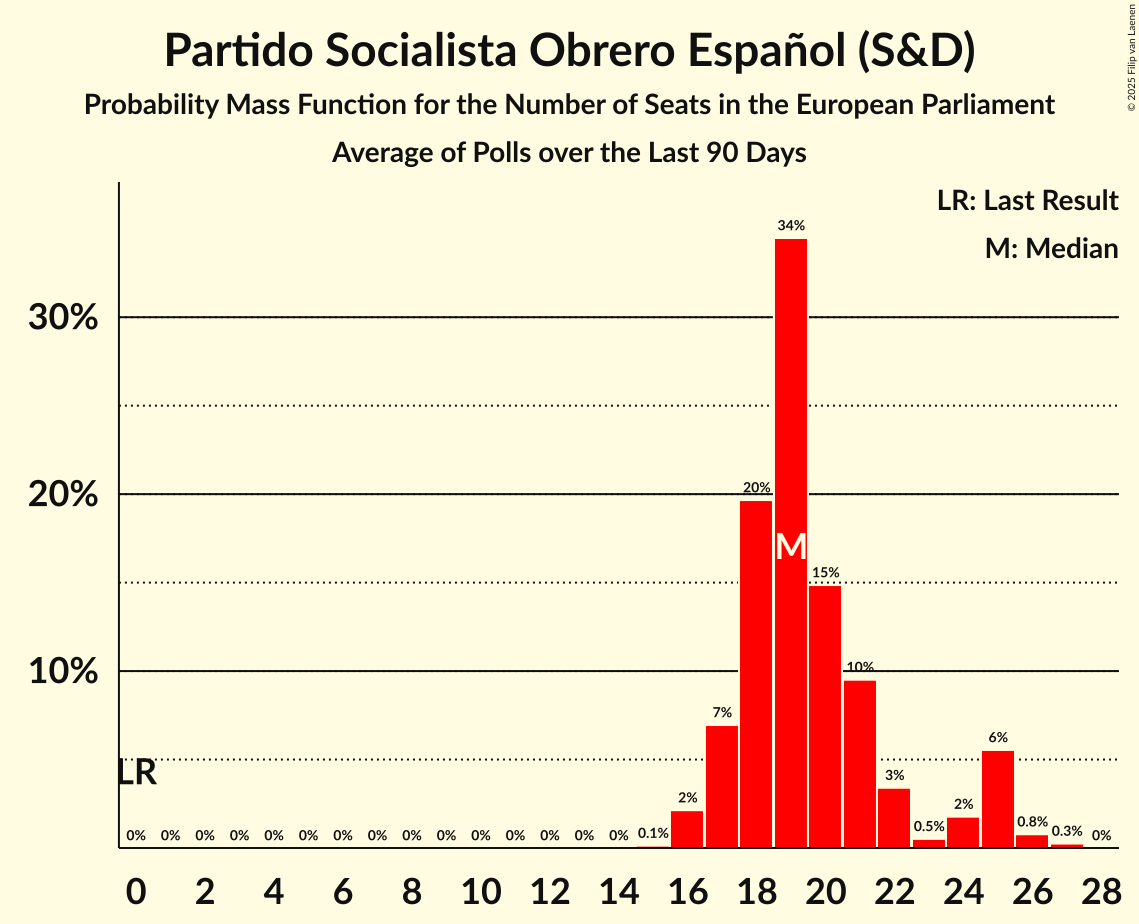 Partido Socialista Obrero Español (S&D)
Probability Mass Function for the Number of Seats in the European Parliament
Average of Polls over the Last 90 Days
© 2025 Filip van Laenen
LR: Last Result
M: Median
34%
30%
20%
20%
M
15%
10%
10%
7%
6%
LR
3%
2%
2%
0% 0% 0% 0% 0% 0% 0% 0% 0% 0% 0% 0% 0% 0% 0% 0.1% 0.5% 0.8% 0.3% 0%
0 2 4 6 8 10 12 14 16 18 20 22 24 26 28